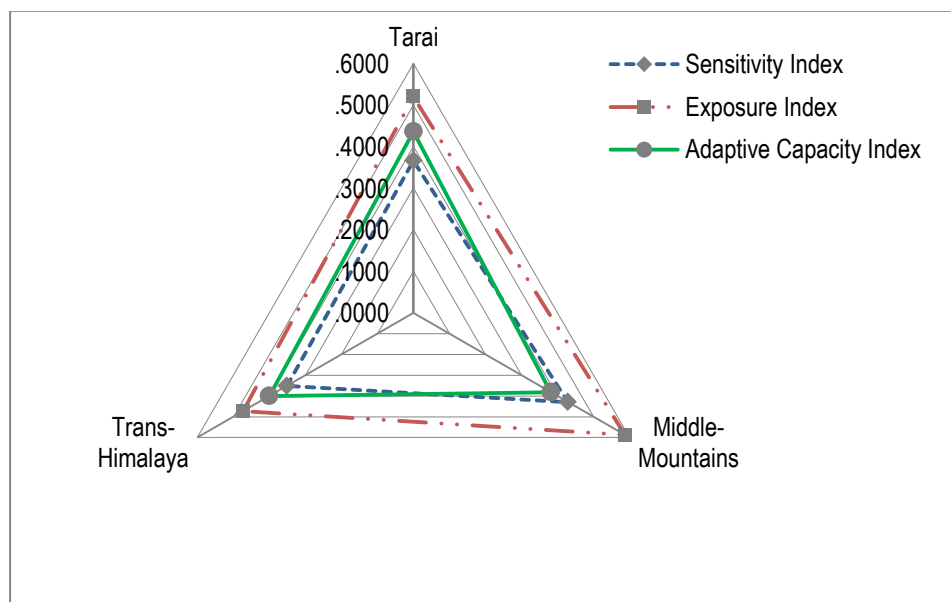 Tarai
.6000
.5000
.4000
.3000
.2000
.1000
.0000
Sensitivity Index
Exposure Index
Adaptive Capacity Index
Trans-
Himalaya
Middle-
Mountains